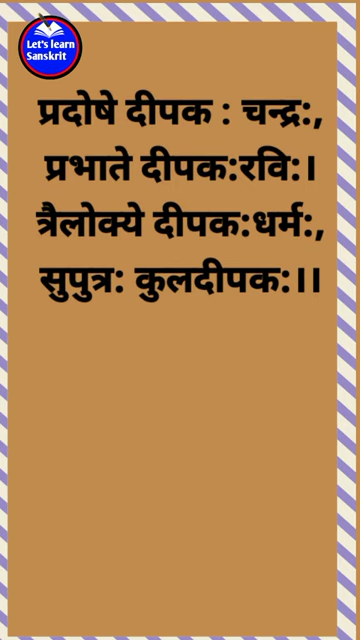 Let's learn
Sanskrit
प्रदोषे दीपक : चन्द्र:,
प्रभाते दीपक:रवि:।
त्रैलोक्ये दीपक:धर्म:,
सुपुत्र: कुलदीपक:।।